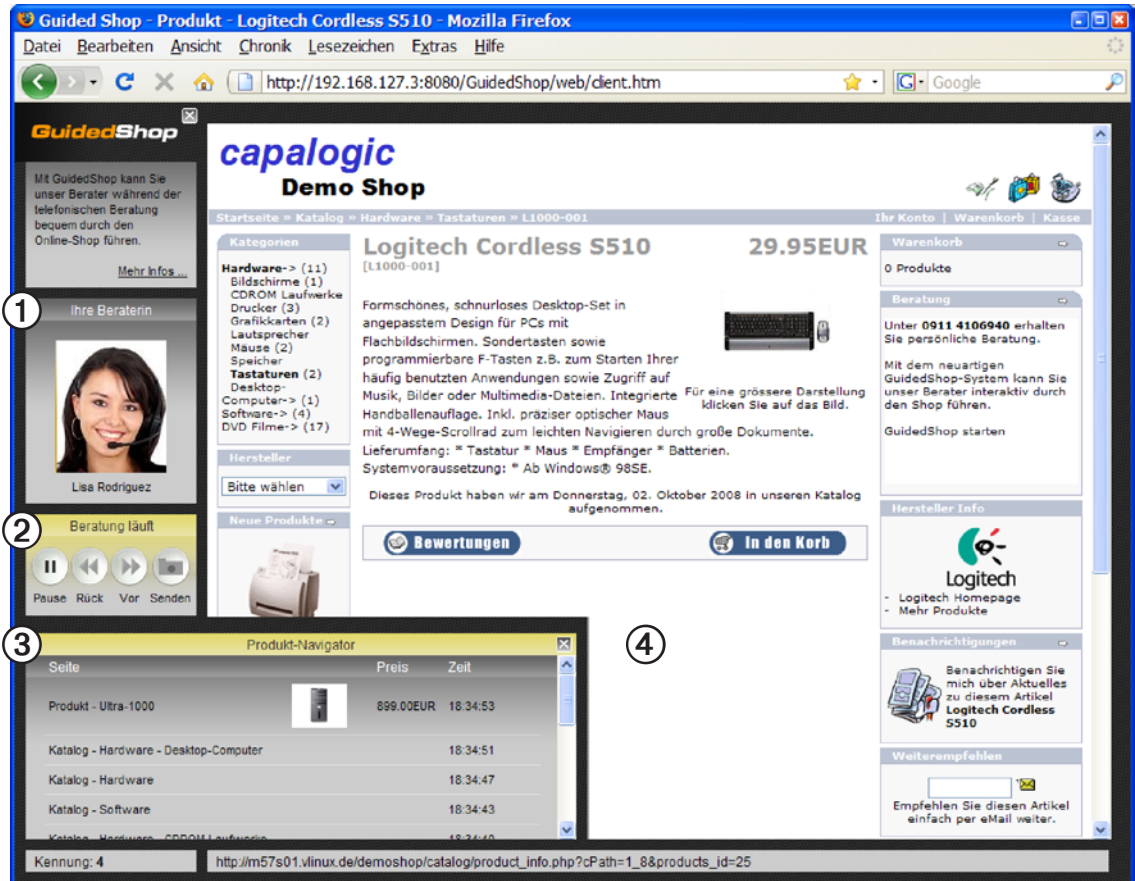 Guided Shop - Produkt - Logitech Cordless S510 - Mozilla Firefox
Datei Bearbeiten Ansicht Chronik Lesezeichen Extras Hilfe
http://192.168.127.3:8080/GuidedShop/web/client.htm
G
Google
GuidedShop
Mit GuidedShop kann Sie
unser Berater während der
telefonischen Beratung
bequem durch den
Online-Shop führen.
Mehr Infos ...
1
Ihre Beraterin
Lisa Rodriguez
2
Beratung läuft
Pause Rück Vor Senden
capalogic
Demo Shop
Startseite » Katalog » Hardware » Tastaturen » L1000-001
Ihr Konto | Warenkorb | Kasse
Kategorien
Hardware-> (11)
Bildschirme (1)
CDROM Laufwerke
Drucker (3)
Grafikkarten (2)
Lautsprecher
Mäuse (2)
Speicher
Tastaturen (2)
Desktop-
Computer-> (1)
Software-> (4)
DVD Filme-> (17)
Hersteller
Bitte wählen
Neue Produkte
Logitech Cordless S510 29.95EUR
[L1000-001]
Formschönes, schnurloses Desktop-Set in
angepasstem Design für PCs mit
Flachbildschirmen. Sondertasten sowie
programmierbare F-Tasten z.B. zum Starten Ihrer
häufig benutzten Anwendungen sowie Zugriff auf
Musik, Bilder oder Multimedia-Dateien. Integrierte
Handballenauflage. Inkl. präziser optischer Maus
mit 4-Wege-Scrollrad zum leichten Navigieren durch große Dokumente.
Lieferumfang: * Tastatur * Maus * Empfänger * Batterien.
Systemvoraussetzung: * Ab Windows® 98SE.
Für eine grössere Darstellung
klicken Sie auf das Bild.
Dieses Produkt haben wir am Donnerstag, 02. Oktober 2008 in unseren Katalog
aufgenommen.
Bewertungen
In den Korb
Warenkorb
0 Produkte
Beratung
Unter 0911 4106940 erhalten
Sie persönliche Beratung.
Mit dem neuartigen
GuidedShop-System kann Sie
unser Berater interaktiv durch
den Shop führen.
GuidedShop starten
Hersteller Info
Logitech
- Logitech Homepage
- Mehr Produkte
Benachrichtigungen
Benachrichtigen Sie
mich über Aktuelles
zu diesem Artikel
Logitech Cordless
S510
Weiterempfehlen
Empfehlen Sie diesen Artikel
einfach per eMail weiter.
3
Produkt-Navigator
Seite Preis Zeit
Produkt - Ultra-1000 899.00EUR 18:34:53
Katalog - Hardware - Desktop-Computer 18:34:51
Katalog - Hardware 18:34:47
Katalog - Software 18:34:43
Katalog - Hardware - CDROM Laufwerke 18:34:40
4
Kennung: 4
http://m57s01.vlinux.de/demoshop/catalog/product_info.php?cPath=1_8&products_id=25